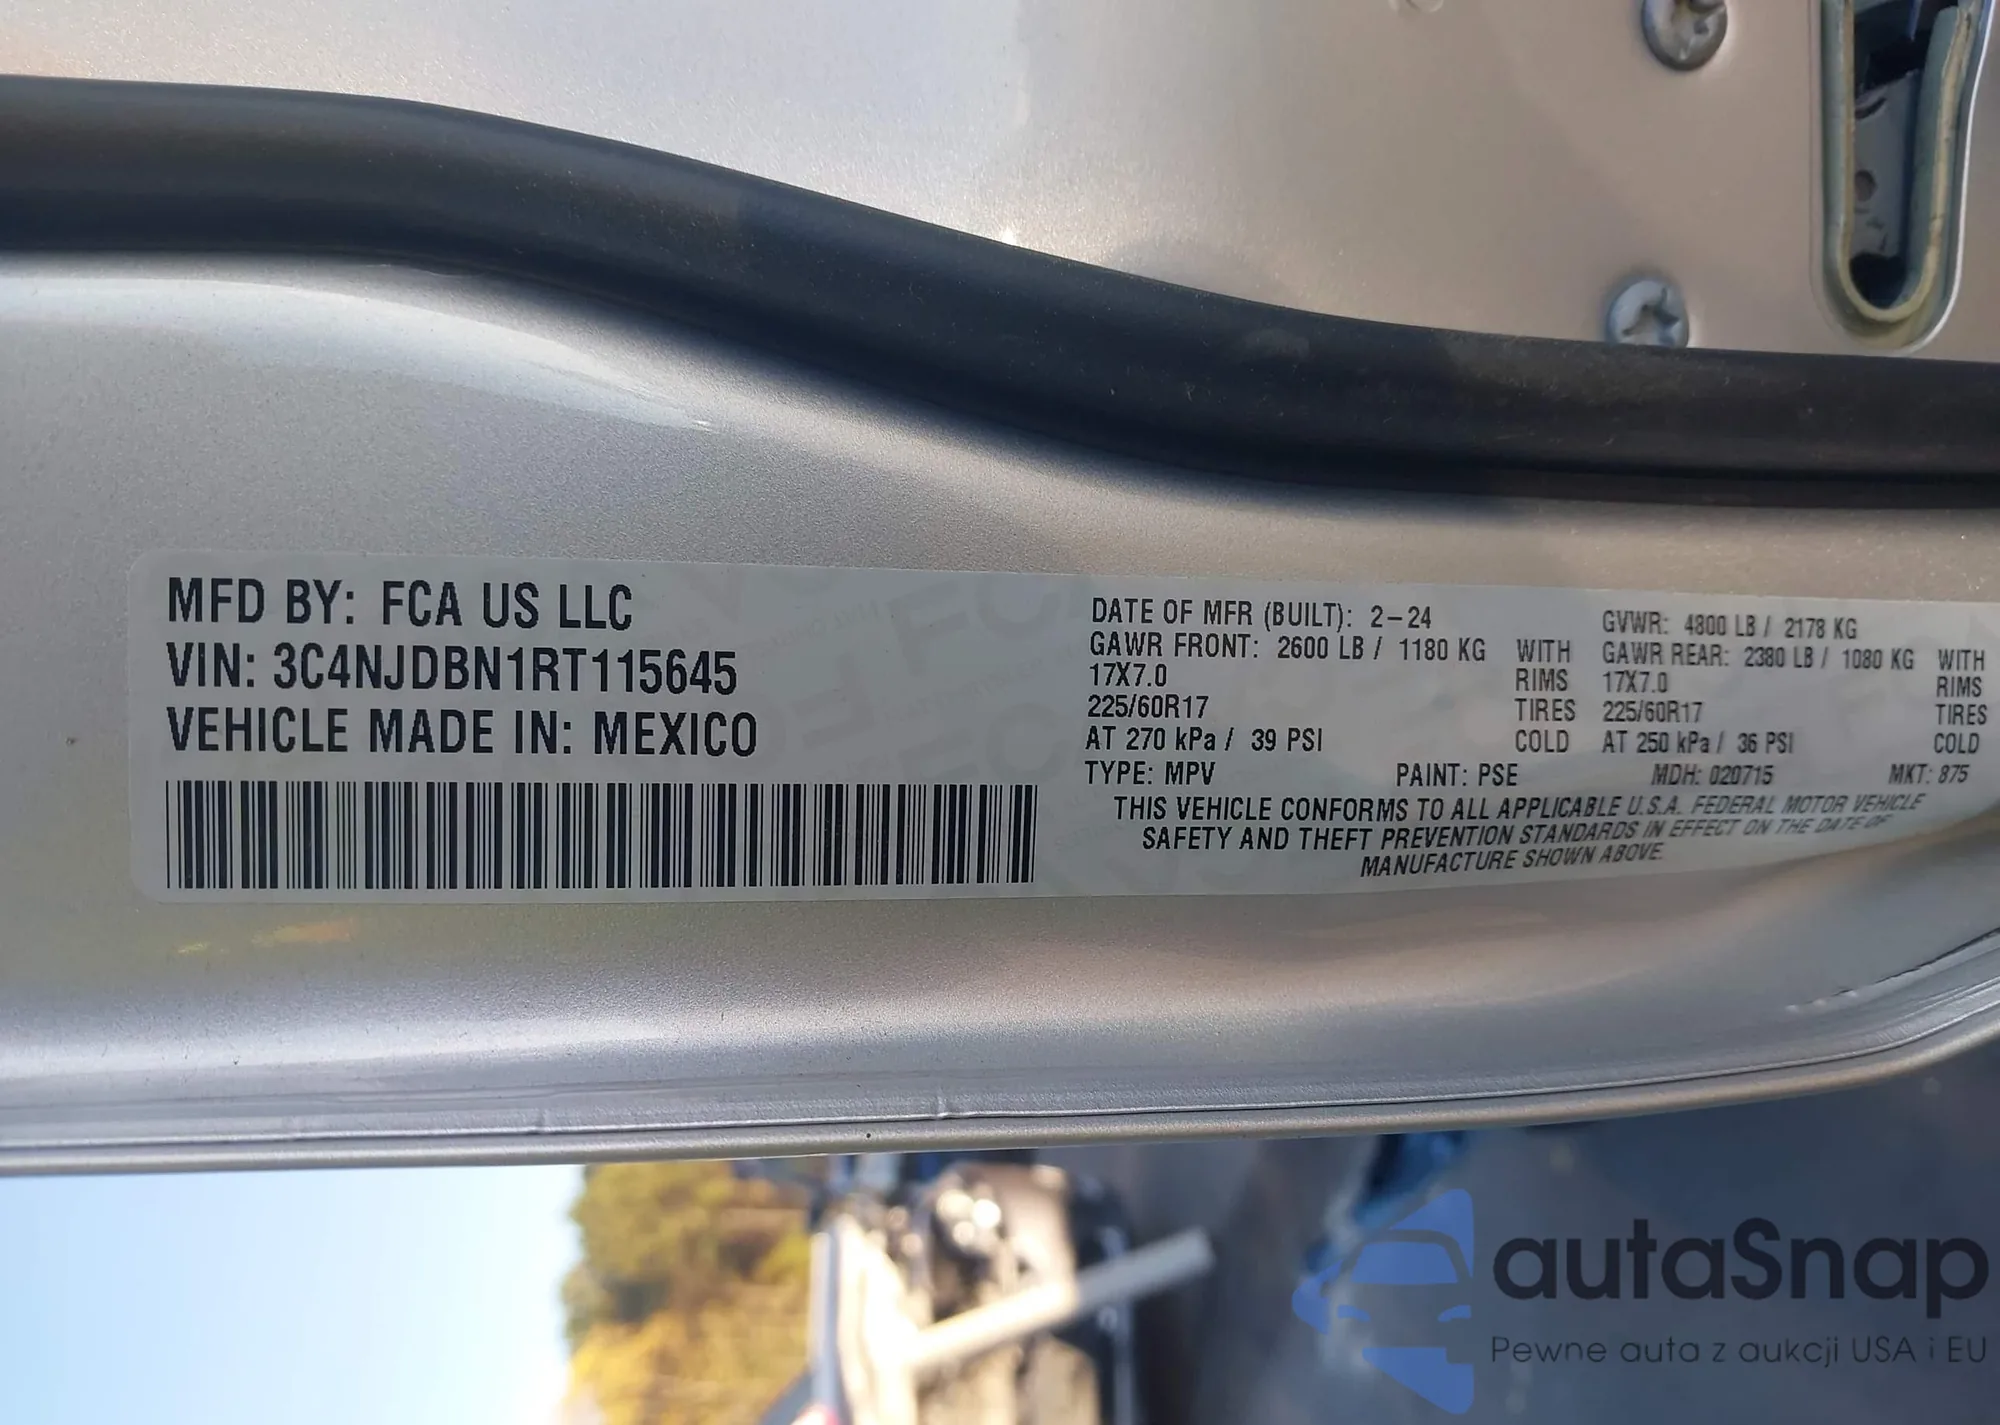 MFD BY: FCA US LLC
VIN: 3C4NJDBN1RT115645
VEHICLE MADE IN: MEXICO
DATE OF MFR (BUILT): 2-24 GVWR: 4800 LB / 2178 KG
GAWR FRONT: 2600 LB / 1180 KG WITH GAWR REAR: 2380 LB / 1080 KG WITH
17X7.0 RIMS 17X7.0 RIMS
225/60R17 TIRES 225/60R17 TIRES
AT 270 kPa / 39 PSI COLD AT 250 kPa / 36 PSI COLD
TYPE: MPV PAINT: PSE MDH: 020715 MKT: 875
THIS VEHICLE CONFORMS TO ALL APPLICABLE U.S.A. FEDERAL MOTOR VEHICLE
SAFETY AND THEFT PREVENTION STANDARDS IN EFFECT ON THE DATE OF
MANUFACTURE SHOWN ABOVE.
autaSnap
Pewne auta z aukcji USA i EU